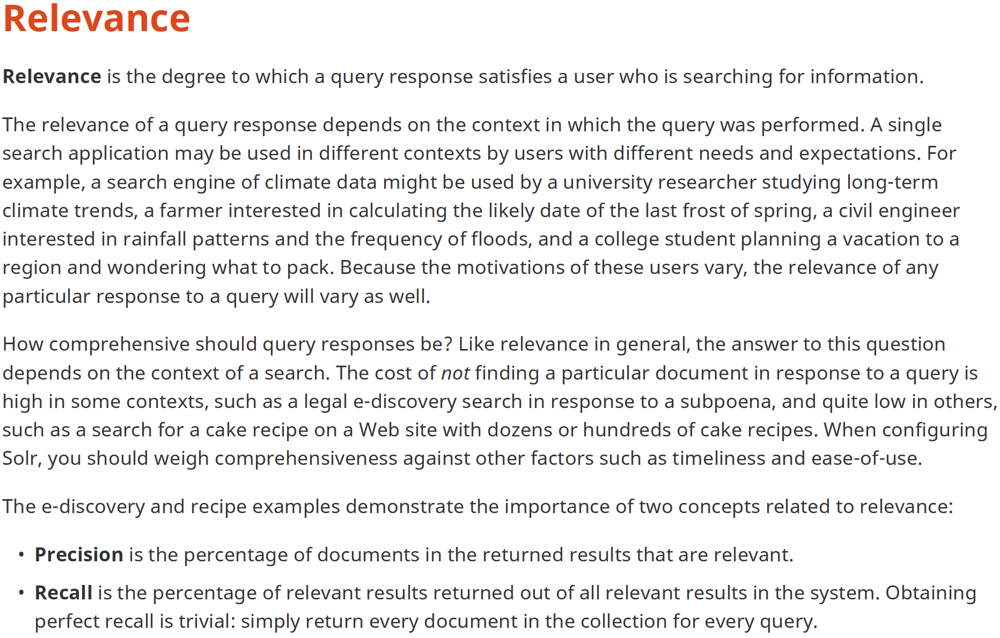 Relevance
Relevance is the degree to which a query response satisfies a user who is searching for information.
The relevance of a query response depends on the context in which the query was performed. A single
search application may be used in different contexts by users with different needs and expectations. For
example, a search engine of climate data might be used by a university researcher studying long-term
climate trends, a farmer interested in calculating the likely date of the last frost of spring, a civil engineer
interested in rainfall patterns and the frequency of floods, and a college student planning a vacation to a
region and wondering what to pack. Because the motivations of these users vary, the relevance of any
particular response to a query will vary as well.
How comprehensive should query responses be? Like relevance in general, the answer to this question
depends on the context of a search. The cost of not finding a particular document in response to a query is
high in some contexts, such as a legal e-discovery search in response to a subpoena, and quite low in others,
such as a search for a cake recipe on a Web site with dozens or hundreds of cake recipes. When configuring
Solr, you should weigh comprehensiveness against other factors such as timeliness and ease-of-use.
The e-discovery and recipe examples demonstrate the importance of two concepts related to relevance:
• Precision is the percentage of documents in the returned results that are relevant.
• Recall is the percentage of relevant results returned out of all relevant results in the system. Obtaining
perfect recall is trivial: simply return every document in the collection for every query.